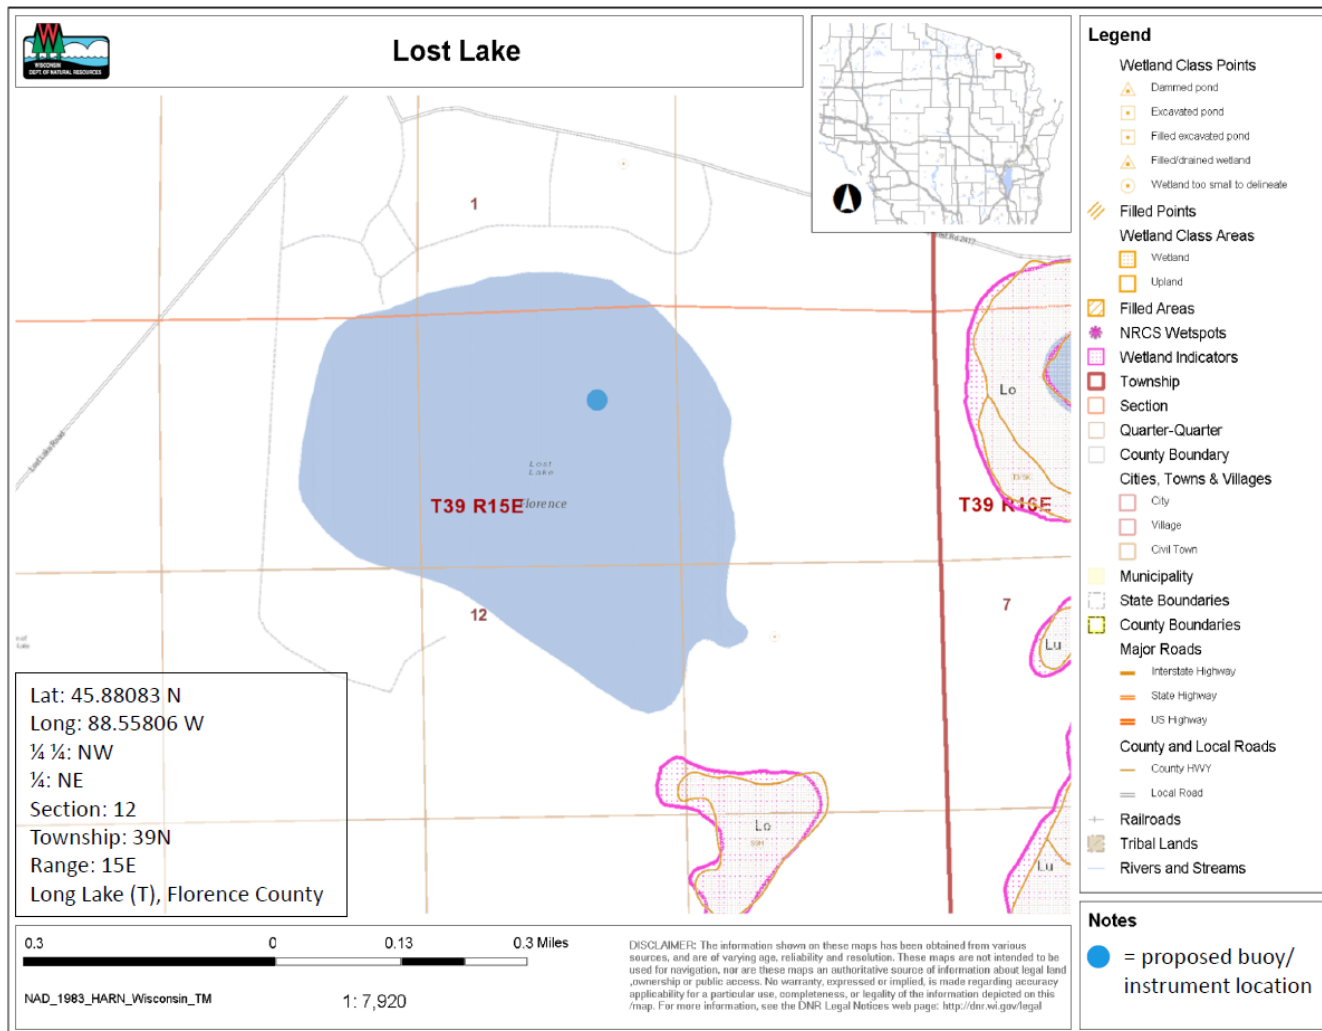 WISCONSIN
DEPT. OF NATURAL RESOURCES
Lost Lake
1
Lost Lake Road
Lost
Lake
T39 R15E
Florence
12
Lo
T39 R16E
7
Lu
Lo
Lu
Lat: 45.88083 N
Long: 88.55806 W
¼ ¼: NW
¼: NE
Section: 12
Township: 39N
Range: 15E
Long Lake (T), Florence County
0.3 0 0.13 0.3 Miles
NAD_1983_HARN_Wisconsin_TM
1: 7,920
DISCLAIMER: The information shown on these maps has been obtained from various
sources, and are of varying age, reliability and resolution. These maps are not intended to be
used for navigation, nor are these maps an authoritative source of information about legal land
,ownership or public access. No warranty, expressed or implied, is made regarding accuracy
applicability for a particular use, completeness, or legality of the information depicted on this
/map. For more information, see the DNR Legal Notices web page: http://dnr.wi.gov/legal
Legend
Wetland Class Points
Dammed pond
Excavated pond
Filled excavated pond
Filled/drained wetland
Wetland too small to delineate
Filled Points
Wetland Class Areas
Wetland
Upland
Filled Areas
NRCS Wetspots
Wetland Indicators
Township
Section
Quarter-Quarter
County Boundary
Cities, Towns & Villages
City
Village
Civil Town
Municipality
State Boundaries
County Boundaries
Major Roads
Interstate Highway
State Highway
US Highway
County and Local Roads
County HWY
Local Road
Railroads
Tribal Lands
Rivers and Streams
Notes
= proposed buoy/
instrument location